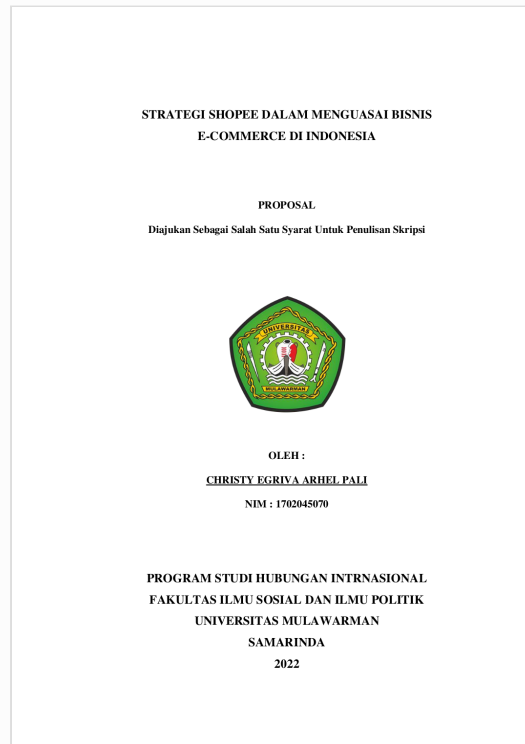 STRATEGI SHOPEE DALAM MENGUASAI BISNIS
E-COMMERCE DI INDONESIA
PROPOSAL
Diajukan Sebagai Salah Satu Syarat Untuk Penulisan Skripsi
UNIVERSITAS
MULAWARMAN
OLEH :
CHRISTY EGRIVA ARHEL PALI
NIM : 1702045070
PROGRAM STUDI HUBUNGAN INTRNASIONAL
FAKULTAS ILMU SOSIAL DAN ILMU POLITIK
UNIVERSITAS MULAWARMAN
SAMARINDA
2022